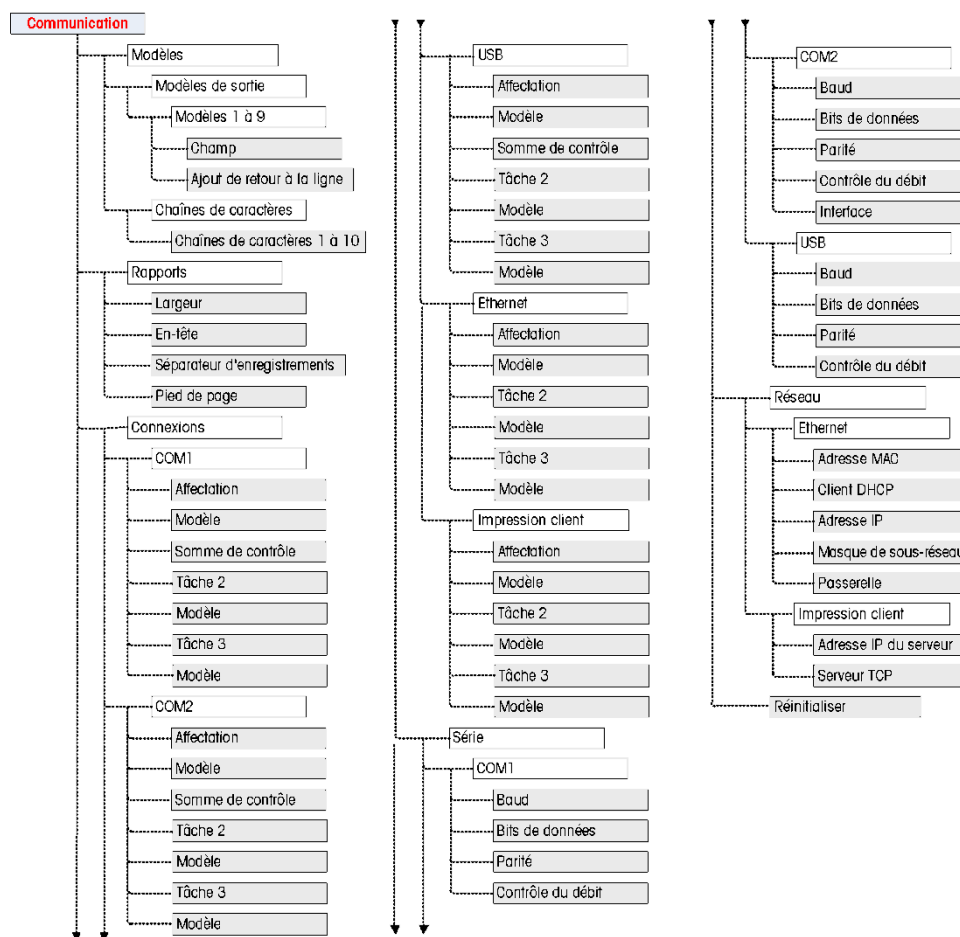 Communication
Modèles
Modèles de sortie
Modèles 1 à 9
Champ
Ajout de retour à la ligne
Chaînes de caractères
Chaînes de caractères 1 à 10
Rapports
Largeur
En-tête
Séparateur d'enregistrements
Pied de page
Connexions
COM1
Affectation
Modèle
Somme de contrôle
Tâche 2
Modèle
Tâche 3
Modèle
COM2
Affectation
Modèle
Somme de contrôle
Tâche 2
Modèle
Tâche 3
Modèle
USB
Affectation
Modèle
Somme de contrôle
Tâche 2
Modèle
Tâche 3
Modèle
Ethernet
Affectation
Modèle
Tâche 2
Modèle
Tâche 3
Modèle
Impression client
Affectation
Modèle
Tâche 2
Modèle
Tâche 3
Modèle
Série
COM1
Baud
Bits de données
Parité
Contrôle du débit
COM2
Baud
Bits de données
Parité
Contrôle du débit
Interface
USB
Baud
Bits de données
Parité
Contrôle du débit
Réseau
Ethernet
Adresse MAC
Client DHCP
Adresse IP
Masque de sous-réseau
Passerelle
Impression client
Adresse IP du serveur
Serveur TCP
Réinitialiser